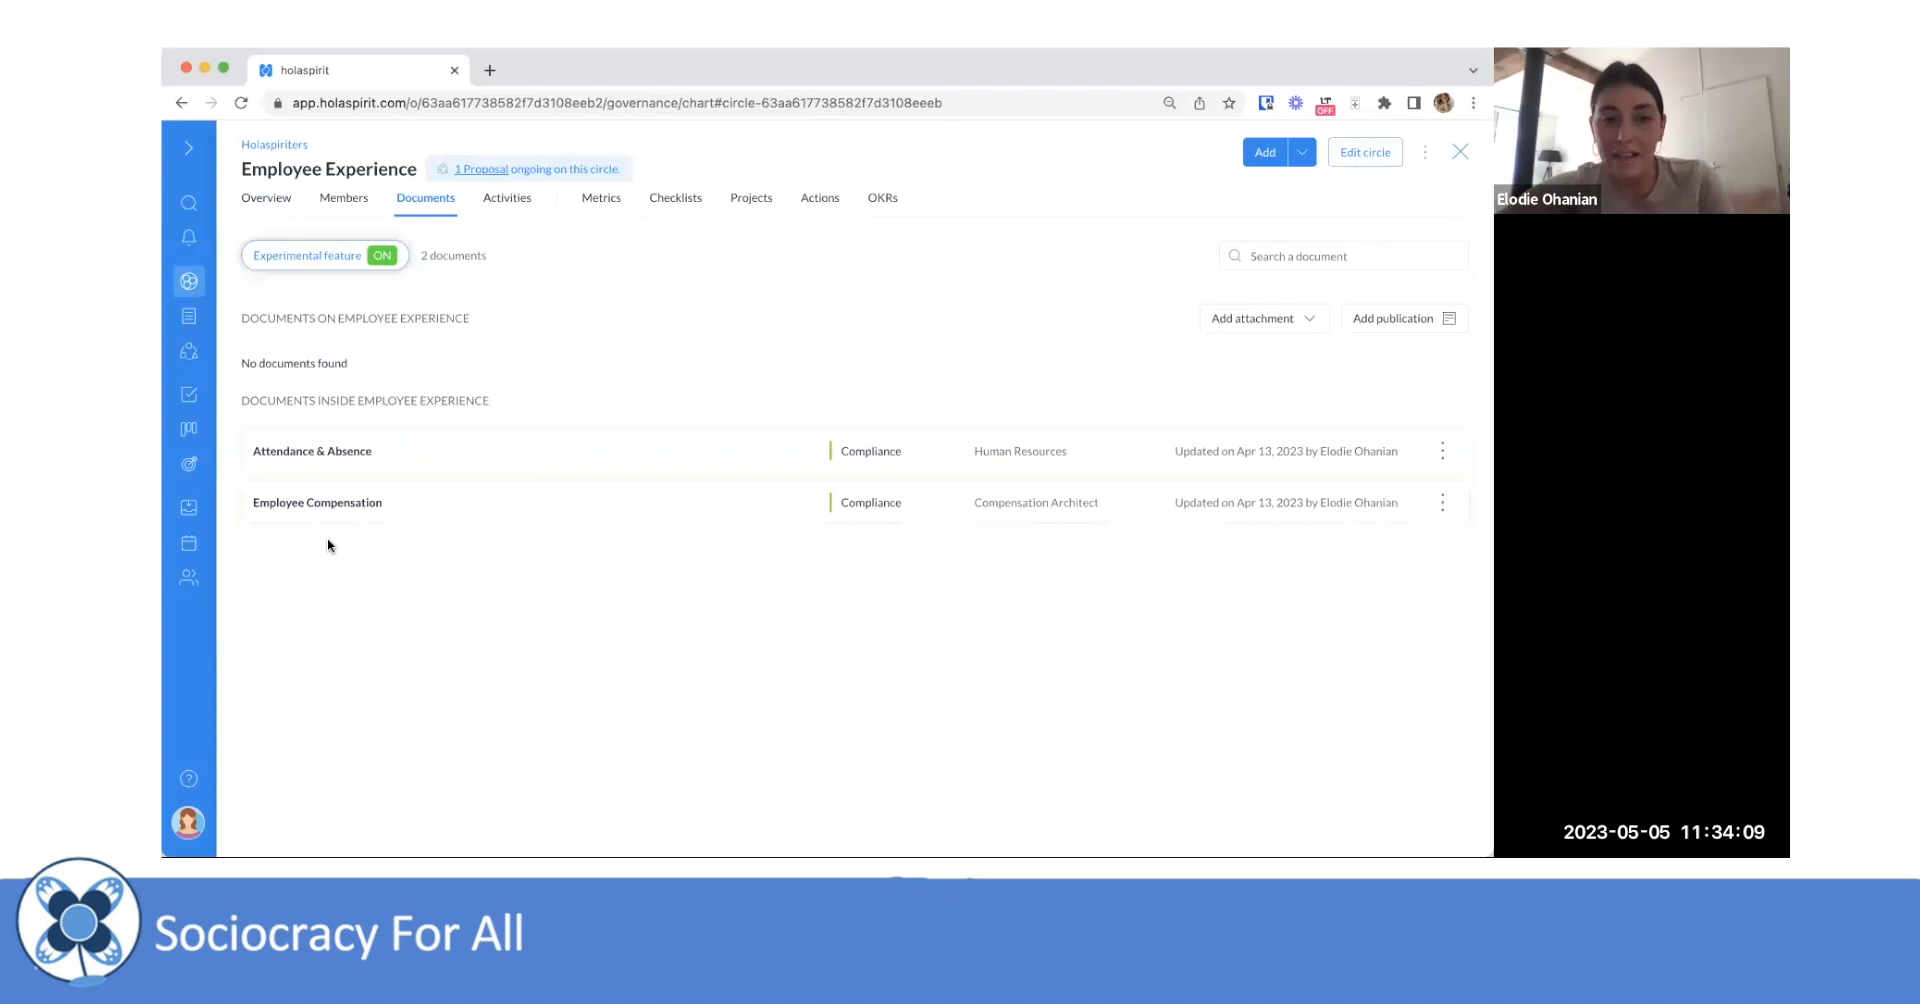 holaspirit
app.holaspirit.com/o/63aa617738582f7d3108eeb2/governance/chart#circle-63aa617738582f7d3108eeeb
LT
OFF
Holaspiriters
Employee Experience
1 Proposal ongoing on this circle.
Add
Edit circle
Overview Members Documents Activities Metrics Checklists Projects Actions OKRs
Experimental feature ON 2 documents
Search a document
DOCUMENTS ON EMPLOYEE EXPERIENCE
Add attachment
Add publication
No documents found
DOCUMENTS INSIDE EMPLOYEE EXPERIENCE
Attendance & Absence Compliance Human Resources Updated on Apr 13, 2023 by Elodie Ohanian
Employee Compensation Compliance Compensation Architect Updated on Apr 13, 2023 by Elodie Ohanian
Elodie Ohanian
2023-05-05 11:34:09
Sociocracy For All